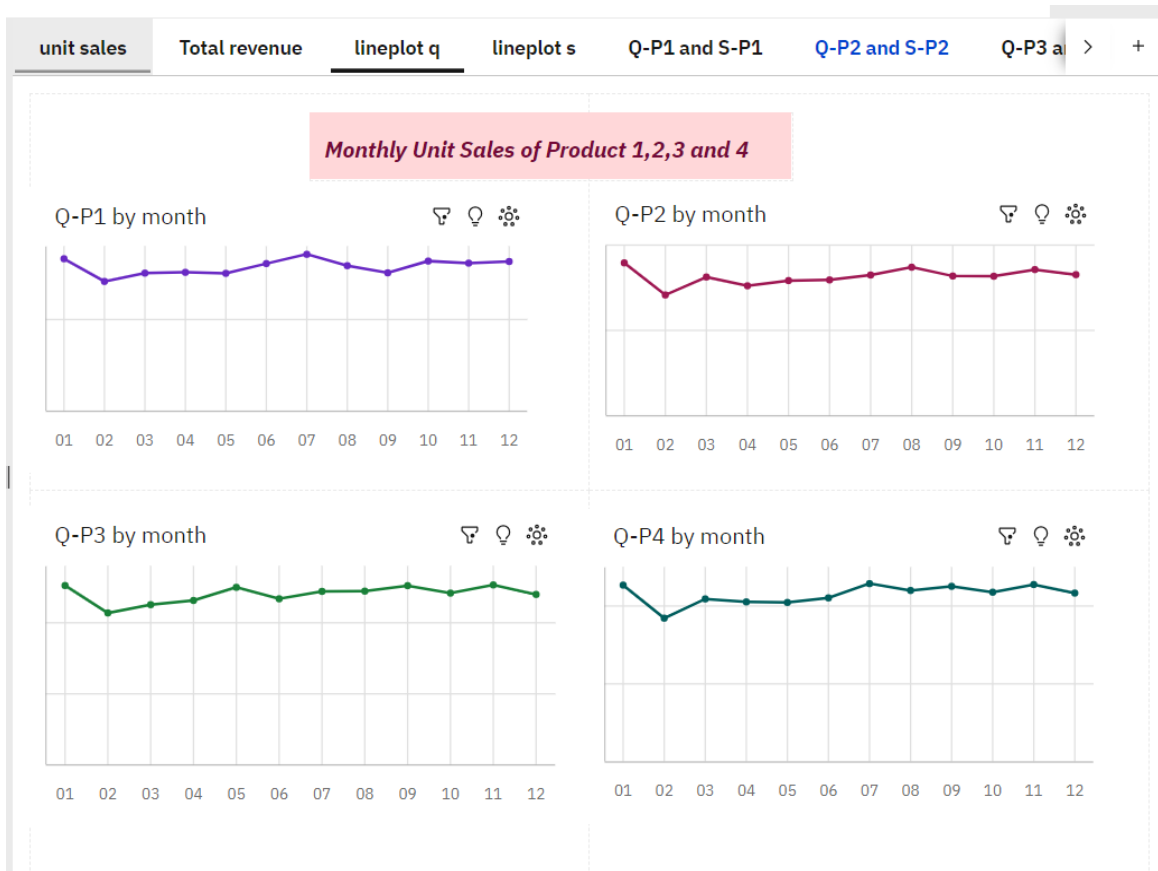 unit sales Total revenue lineplot q lineplot s Q-P1 and S-P1 Q-P2 and S-P2 Q-P3 > +
Monthly Unit Sales of Product 1,2,3 and 4
Q-P1 by month
Q-P2 by month
01 02 03 04 05 06 07 08 09 10 11 12
01 02 03 04 05 06 07 08 09 10 11 12
Q-P3 by month
Q-P4 by month
01 02 03 04 05 06 07 08 09 10 11 12
01 02 03 04 05 06 07 08 09 10 11 12